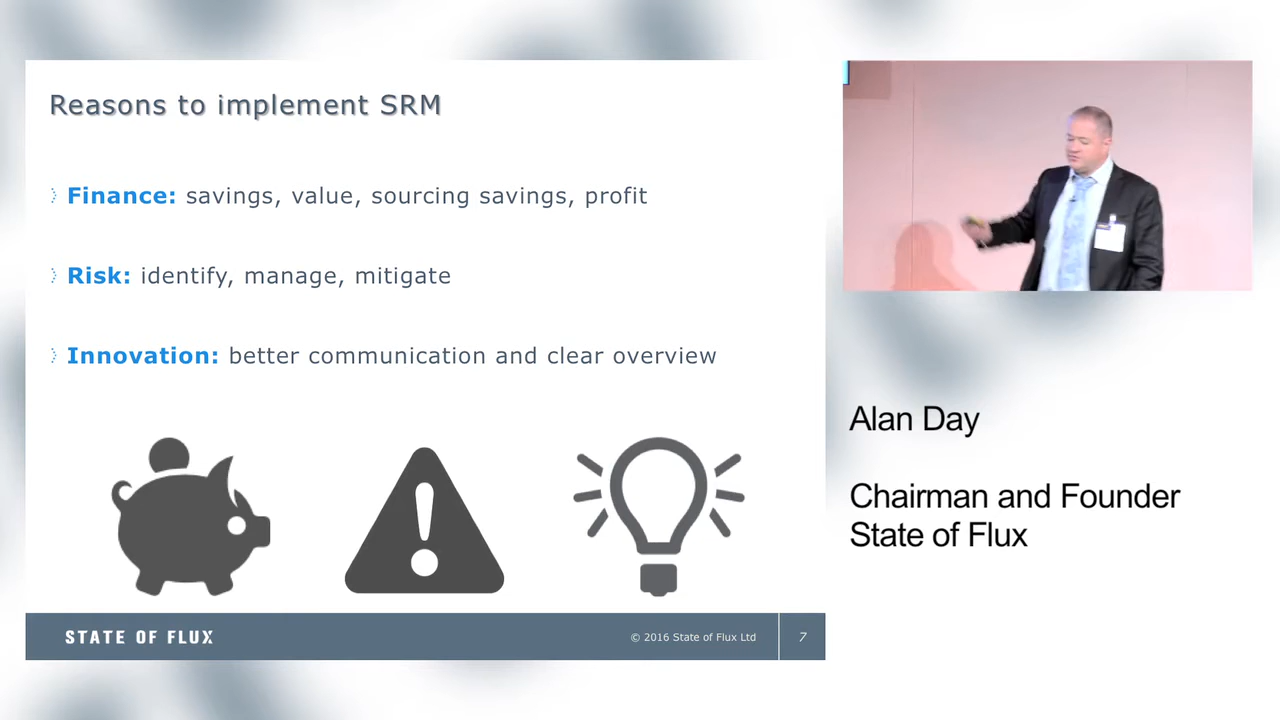 Reasons to implement SRM
Finance: savings, value, sourcing savings, profit
Risk: identify, manage, mitigate
Innovation: better communication and clear overview
STATE OF FLUX
© 2016 State of Flux Ltd
7
Alan Day
Chairman and Founder
State of Flux